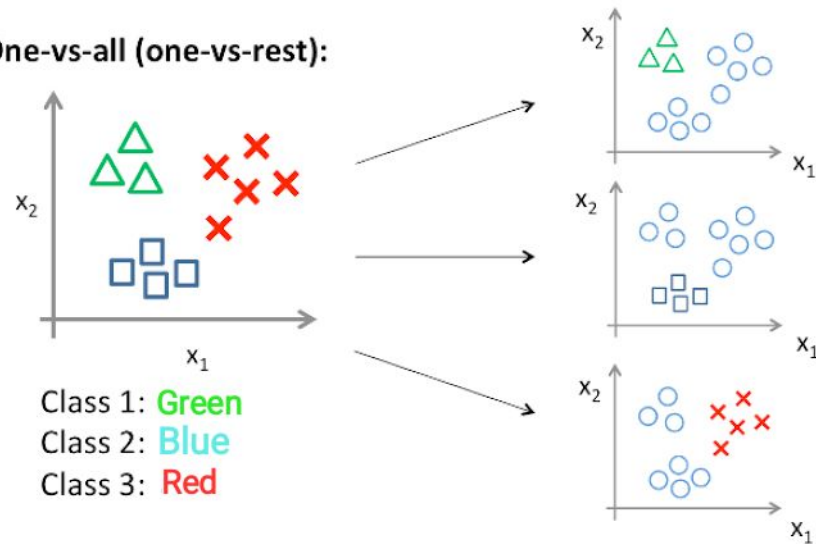 One-vs-all (one-vs-rest):
x2
x1
Class 1: Green
Class 2: Blue
Class 3: Red
x2
x1
x2
x1
x2
x1